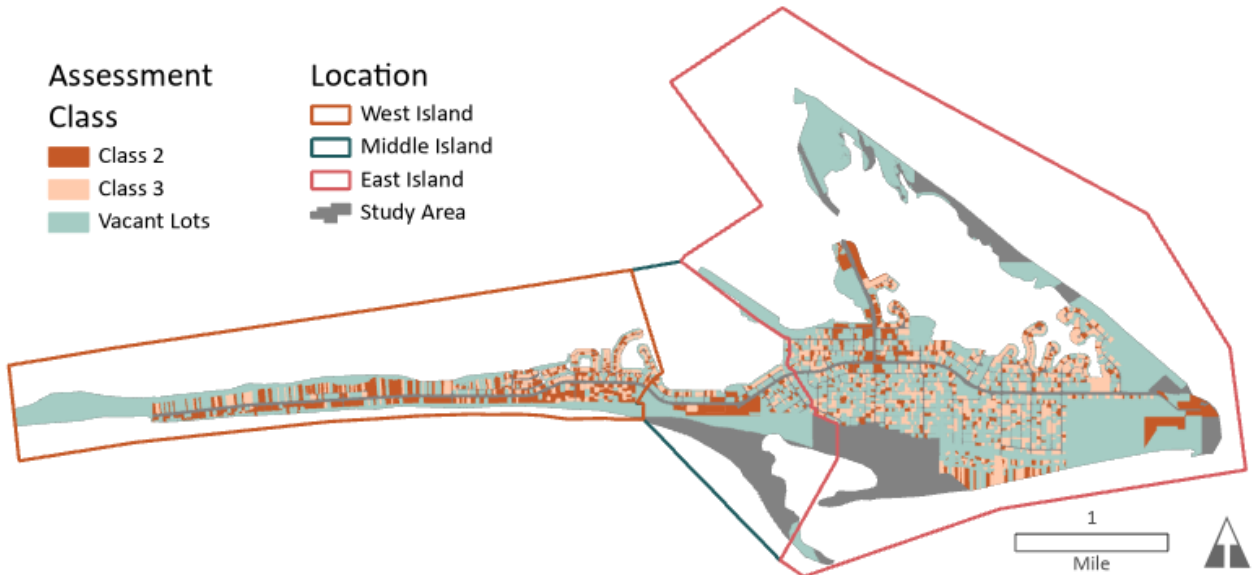 Assessment
Class
Class 2
Class 3
Vacant Lots
Location
West Island
Middle Island
East Island
Study Area
1
Mile